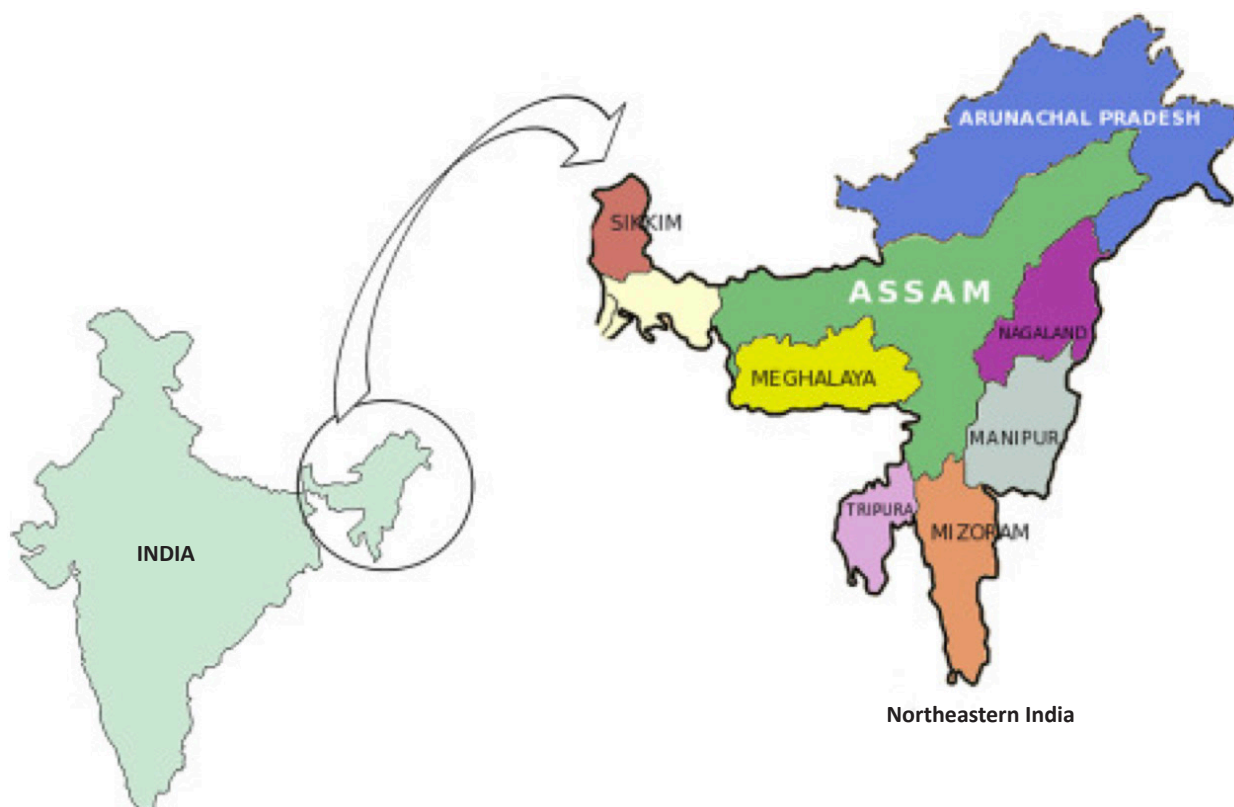 ARUNACHAL PRADESH
SIKKIM
ASSAM
NAGALAND
MEGHALAYA
MANIPUR
TRIPURA
MIZORAM
INDIA
Northeastern India